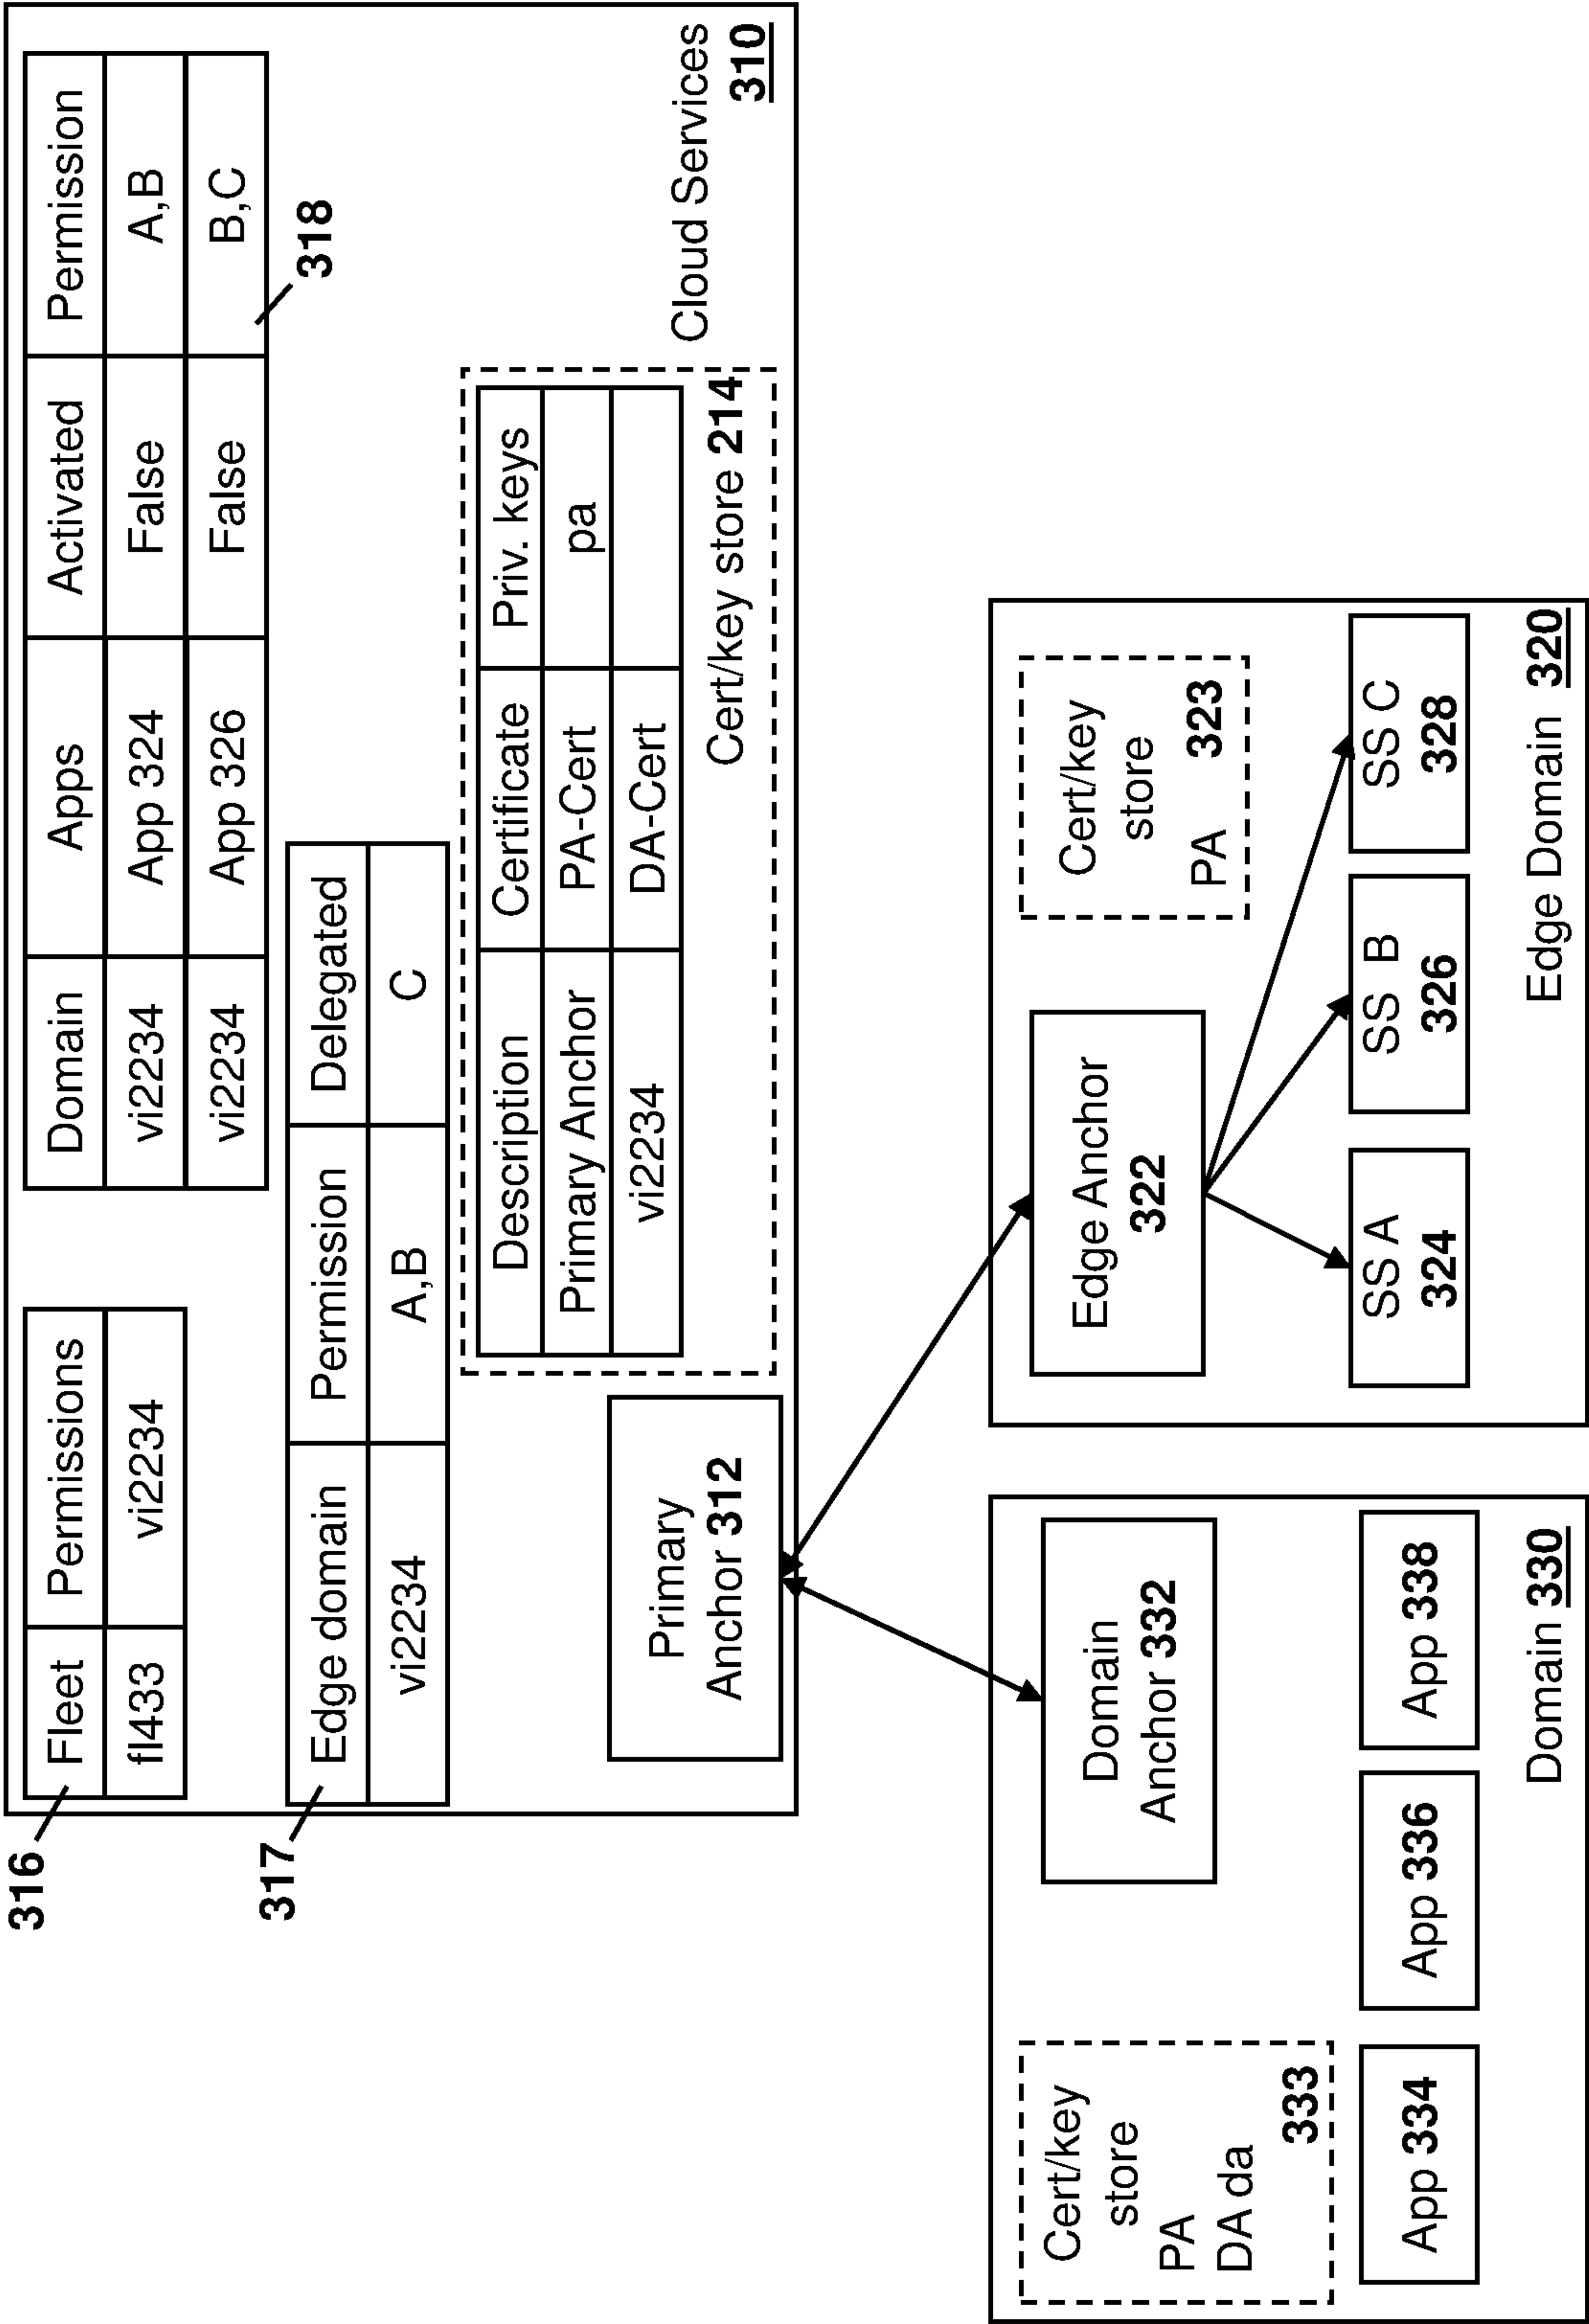 316
Fleet Permissions
fl433 vi2234
Domain Apps Activated Permission
vi2234 App 324 False A,B
vi2234 App 326 False B,C
318
317
Edge domain Permission Delegated
vi2234 A,B C
Description Certificate Priv. keys
Primary Anchor PA-Cert pa
vi2234 DA-Cert
Cert/key store 214
Primary
Anchor 312
Cloud Services
310
Cert/key
store
PA
DA da
333
Domain
Anchor 332
App 334
App 336
App 338
Domain 330
Edge Anchor
322
Cert/key
store
PA 323
SS A
324
SS B
326
SS C
328
Edge Domain 320